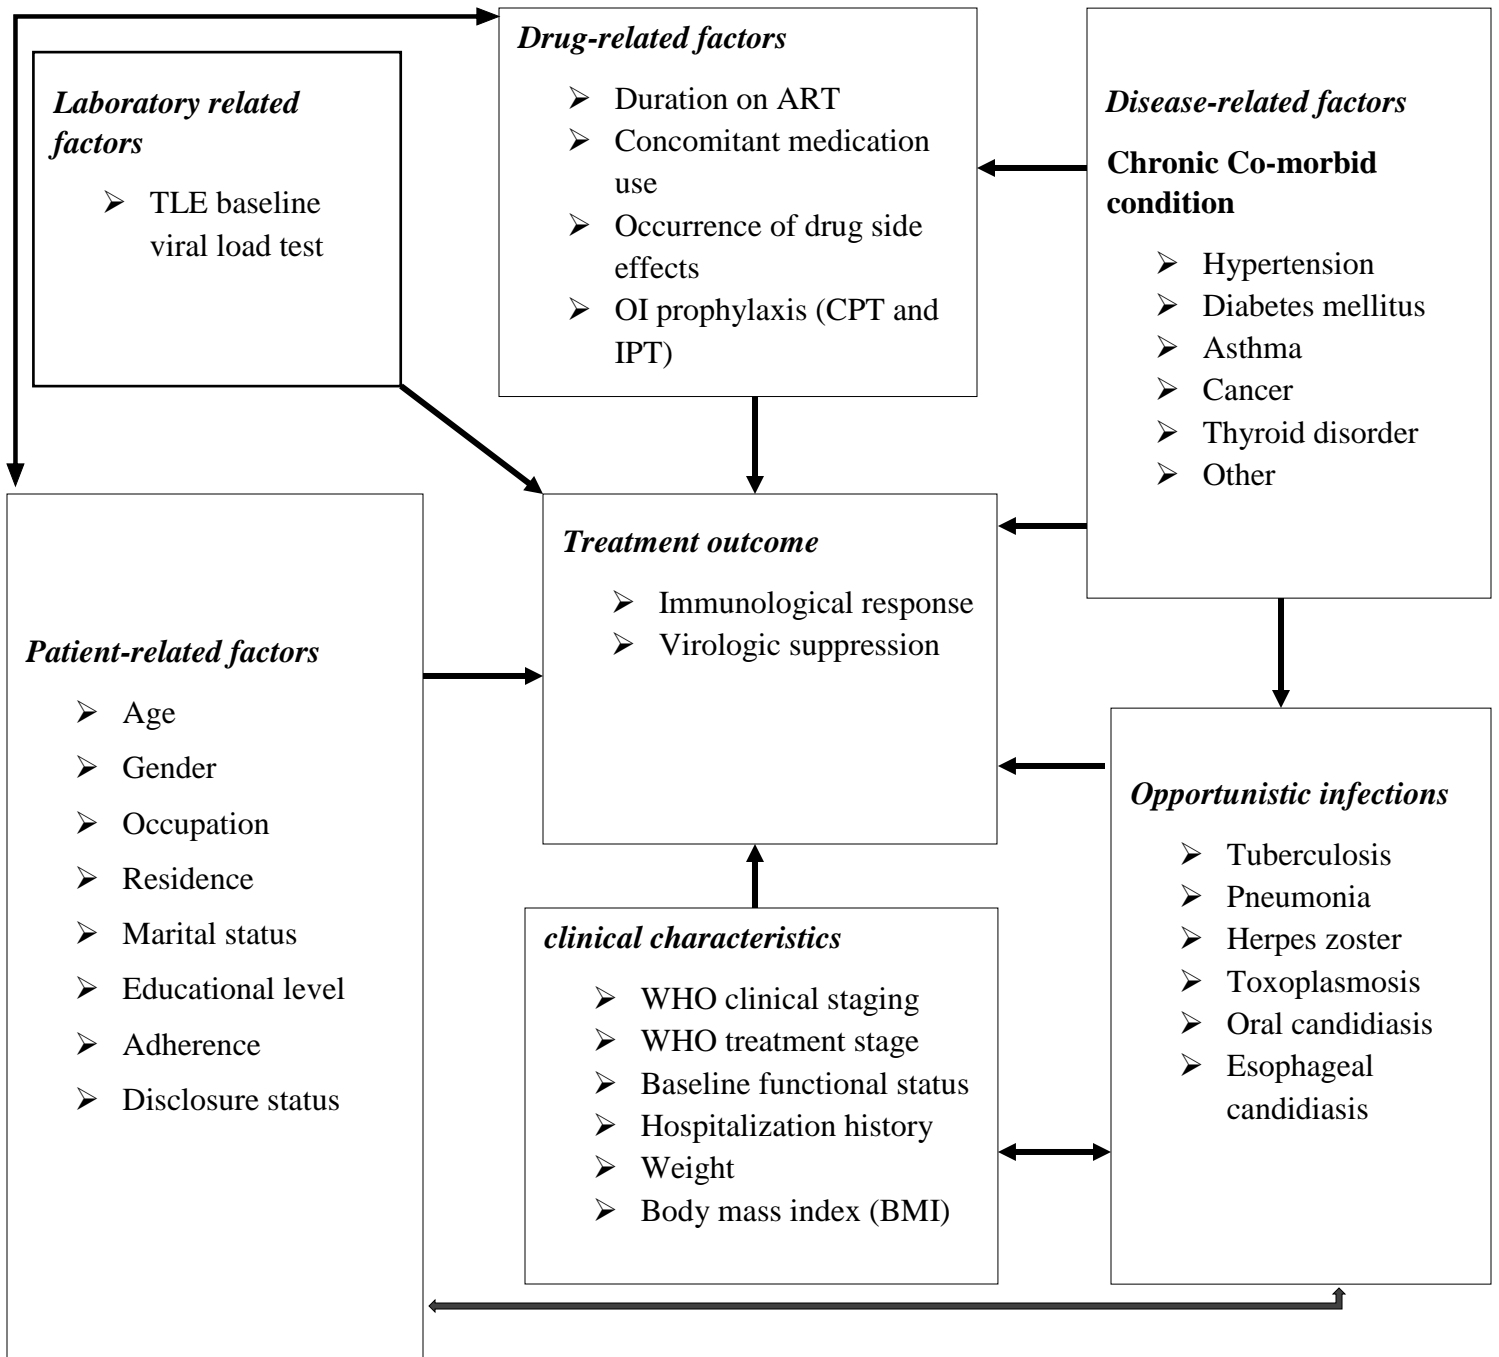 Laboratory related
factors
➢ TLE baseline
viral load test
Drug-related factors
➢ Duration on ART
➢ Concomitant medication
use
➢ Occurrence of drug side
effects
➢ OI prophylaxis (CPT and
IPT)
Disease-related factors
Chronic Co-morbid
condition
➢ Hypertension
➢ Diabetes mellitus
➢ Asthma
➢ Cancer
➢ Thyroid disorder
➢ Other
Treatment outcome
➢ Immunological response
➢ Virologic suppression
Patient-related factors
➢ Age
➢ Gender
➢ Occupation
➢ Residence
➢ Marital status
➢ Educational level
➢ Adherence
➢ Disclosure status
clinical characteristics
➢ WHO clinical staging
➢ WHO treatment stage
➢ Baseline functional status
➢ Hospitalization history
➢ Weight
➢ Body mass index (BMI)
Opportunistic infections
➢ Tuberculosis
➢ Pneumonia
➢ Herpes zoster
➢ Toxoplasmosis
➢ Oral candidiasis
➢ Esophageal
candidiasis